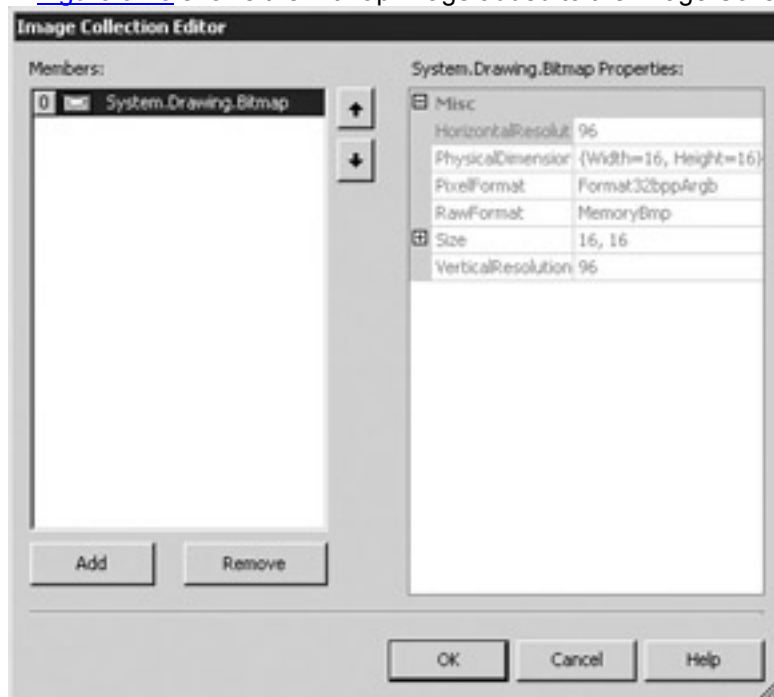 Image Collection Editor
Members:
System.Drawing.Bitmap Properties:
0 System.Drawing.Bitmap
Misc
HorizontalResolut 96
PhysicalDimension {Width=16, Height=16}
PixelFormat Format32bppArgb
RawFormat MemoryBmp
Size 16, 16
VerticalResolution 96
Add Remove
OK Cancel Help